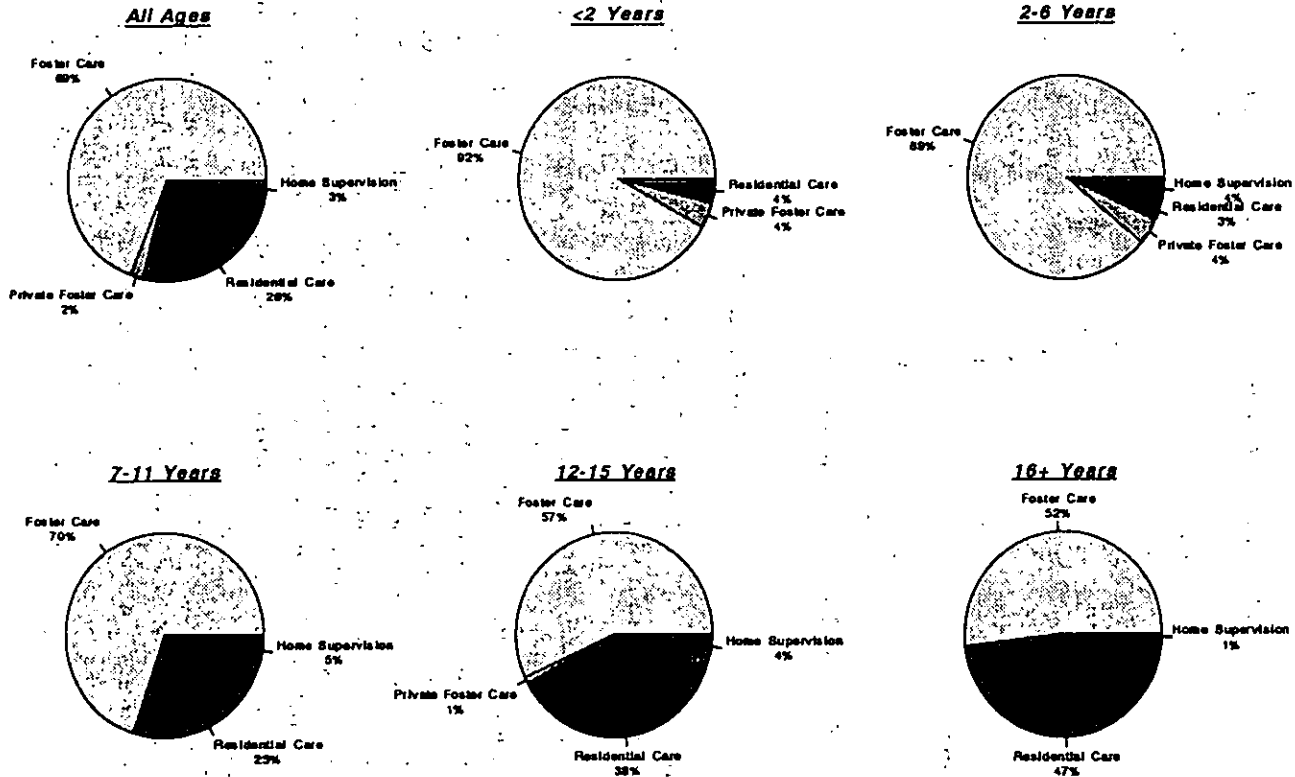 All Ages
Foster Care
69%
Home Supervision
3%
Residential Care
26%
Private Foster Care
2%
<2 Years
Foster Care
92%
Residential Care
4%
Private Foster Care
4%
2-6 Years
Foster Care
89%
Home Supervision
4%
Residential Care
3%
Private Foster Care
4%
7-11 Years
Foster Care
70%
Home Supervision
5%
Residential Care
25%
12-15 Years
Foster Care
57%
Home Supervision
4%
Private Foster Care
1%
Residential Care
38%
16+ Years
Foster Care
52%
Home Supervision
1%
Residential Care
47%